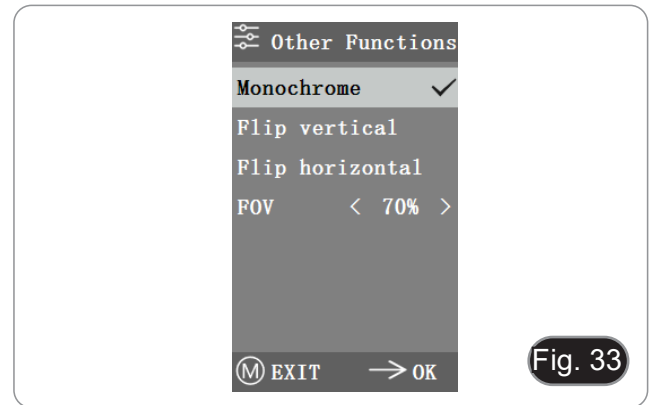 Other Functions
Monochrome
Flip vertical
Flip horizontal
FOV < 70% >
M EXIT → OK
Fig. 33